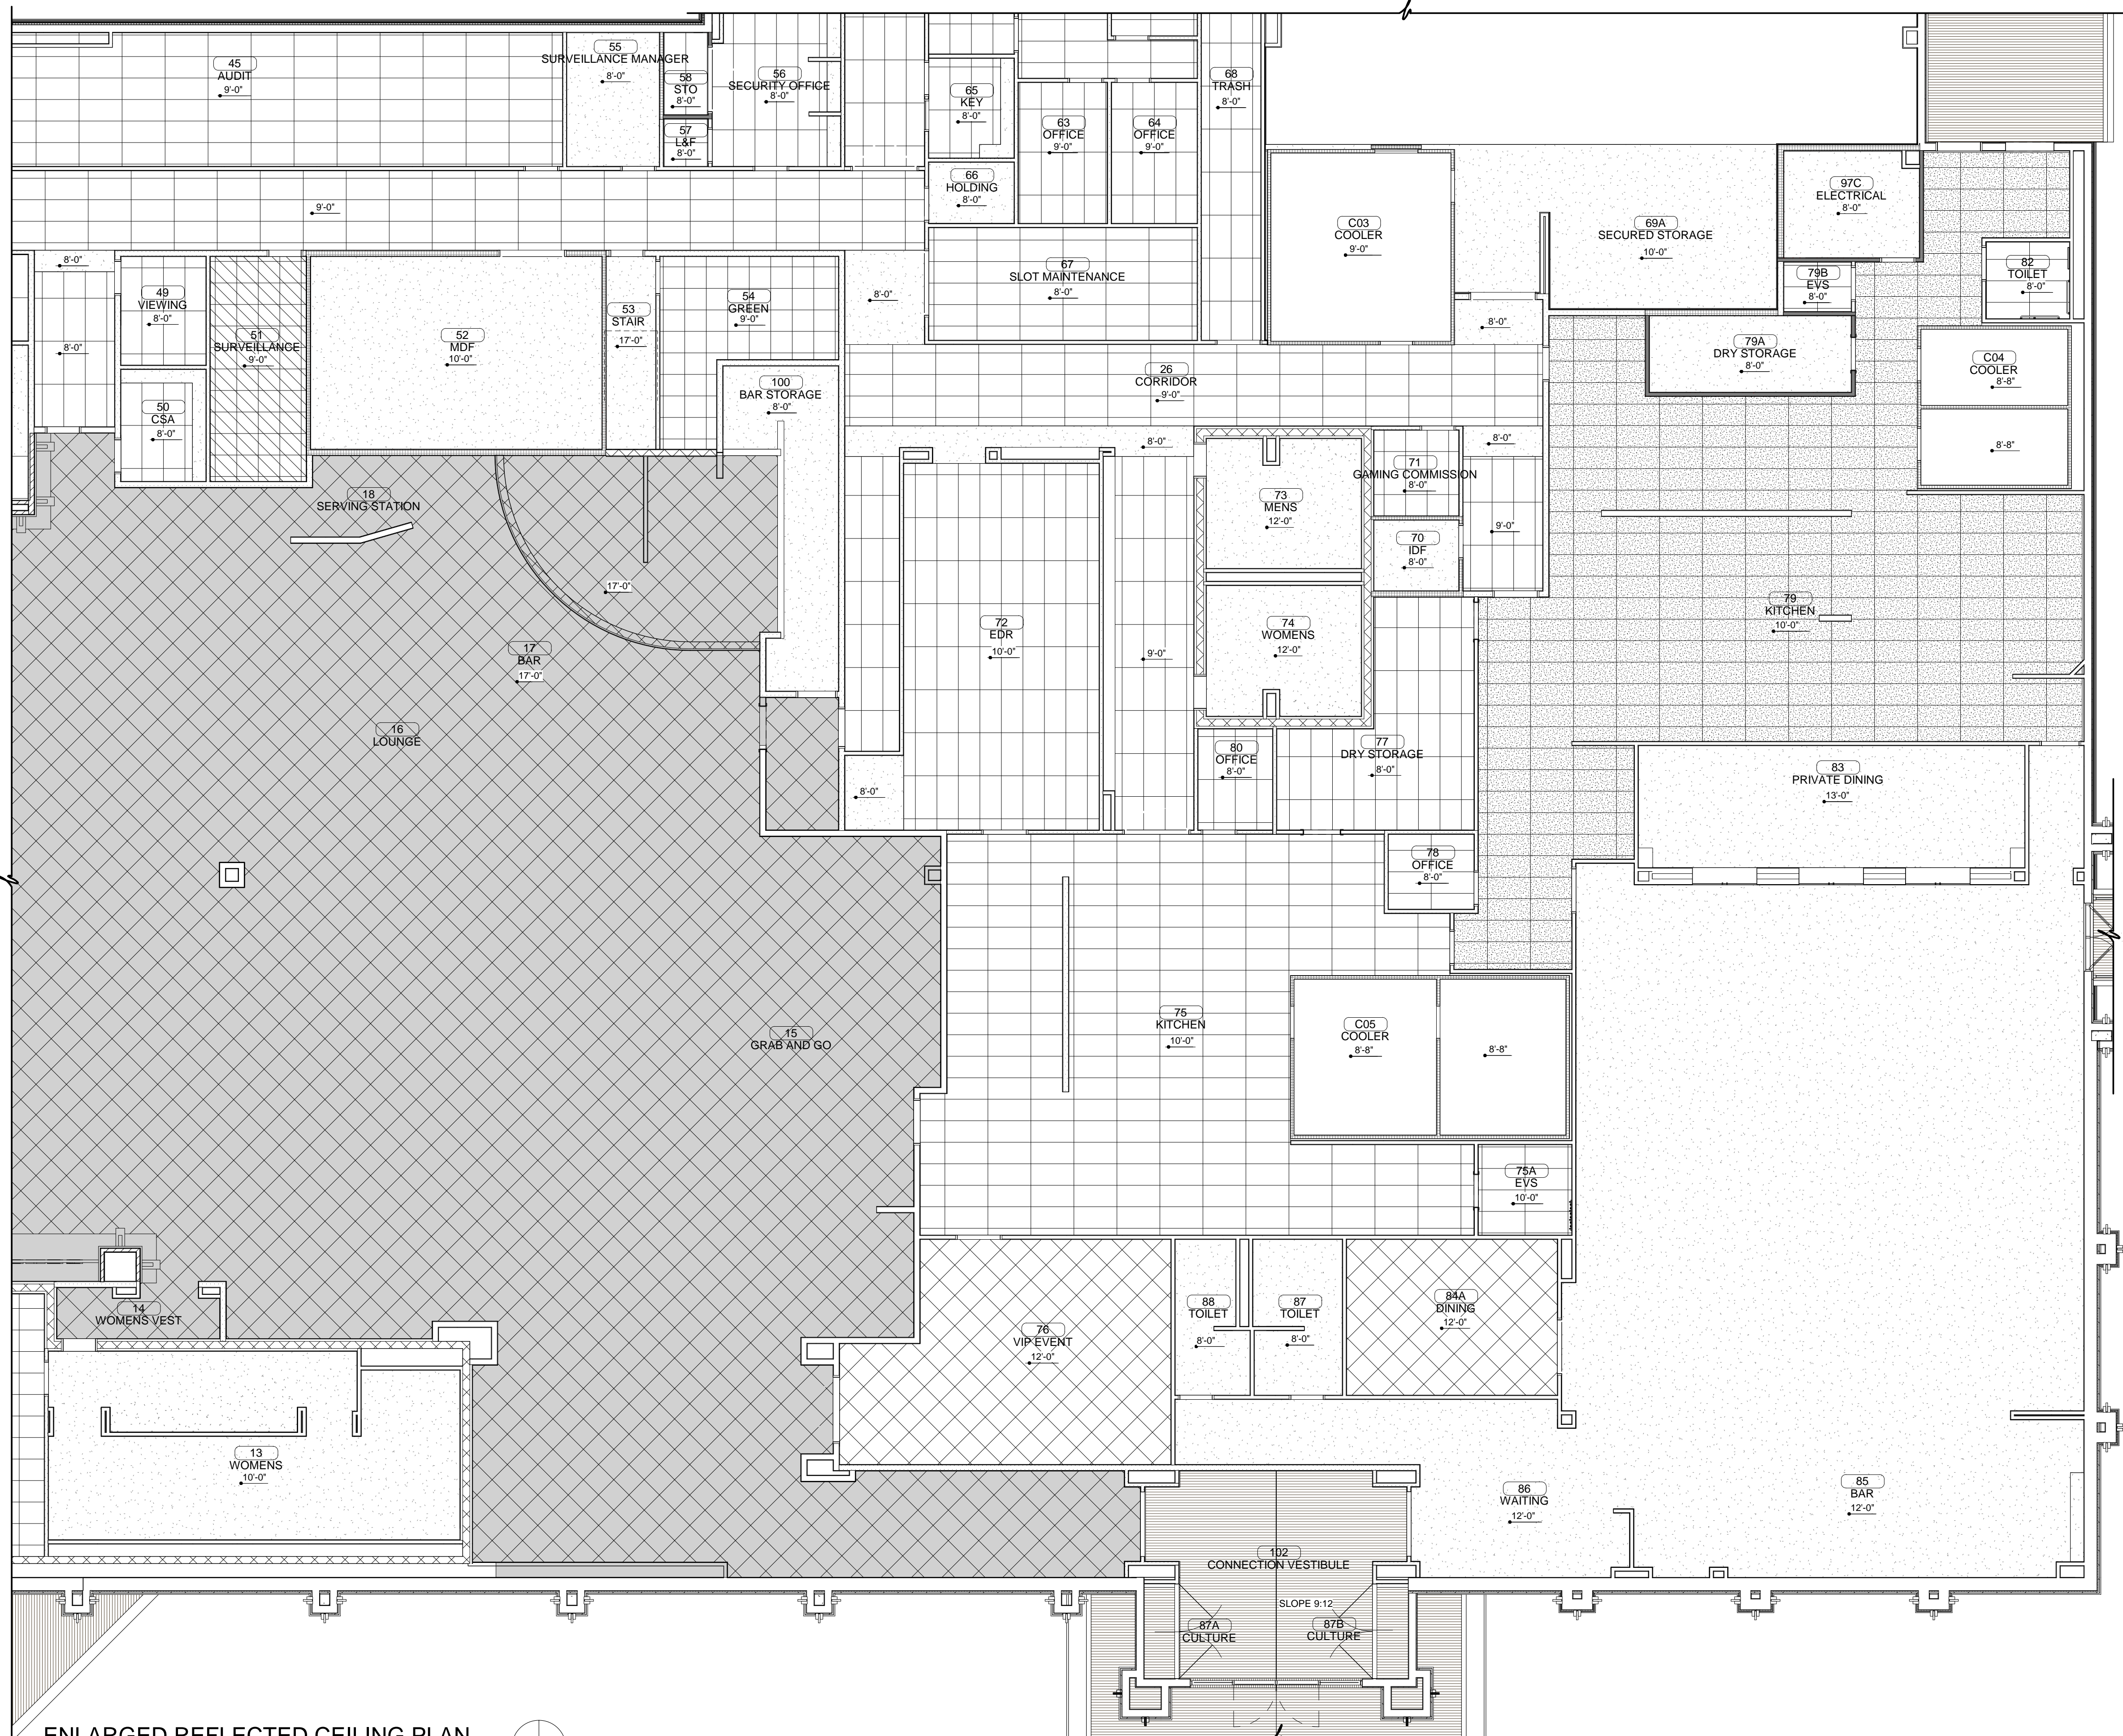 45
AUDIT
9'-0"
55
SURVEILLANCE MANAGER
8'-0"
58
STO
8'-0"
57
L&F
8'-0"
56
SECURITY OFFICE
8'-0"
65
KEY
8'-0"
63
OFFICE
9'-0"
64
OFFICE
9'-0"
68
TRASH
8'-0"
66
HOLDING
8'-0"
9'-0"
C03
COOLER
9'-0"
69A
SECURED STORAGE
10'-0"
97C
ELECTRICAL
8'-0"
79B
EVS
8'-0"
82
TOILET
8'-0"
8'-0"
8'-0"
49
VIEWING
8'-0"
50
CSA
8'-0"
51
SURVEILLANCE
9'-0"
52
MDF
10'-0"
53
STAIR
17'-0"
54
GREEN
9'-0"
100
BAR STORAGE
8'-0"
8'-0"
67
SLOT MAINTENANCE
8'-0"
8'-0"
26
CORRIDOR
9'-0"
79A
DRY STORAGE
8'-0"
C04
COOLER
8'-8"
8'-8"
18
SERVING STATION
8'-0"
8'-0"
71
GAMING COMMISSION
8'-0"
73
MENS
12'-0"
70
IDF
8'-0"
9'-0"
17'-0"
17
BAR
17'-0"
72
EDR
10'-0"
9'-0"
74
WOMENS
12'-0"
79
KITCHEN
10'-0"
16
LOUNGE
8'-0"
80
OFFICE
8'-0"
77
DRY STORAGE
8'-0"
83
PRIVATE DINING
13'-0"
78
OFFICE
8'-0"
15
GRAB AND GO
75
KITCHEN
10'-0"
C05
COOLER
8'-8"
8'-8"
75A
EVS
10'-0"
14
WOMENS VEST
76
VIP EVENT
12'-0"
88
TOILET
8'-0"
87
TOILET
8'-0"
84A
DINING
12'-0"
13
WOMENS
10'-0"
86
WAITING
12'-0"
85
BAR
12'-0"
102
CONNECTION VESTIBULE
SLOPE 9:12
87A
CULTURE
87B
CULTURE
ENLARGED REFLECTED CEILING PLAN